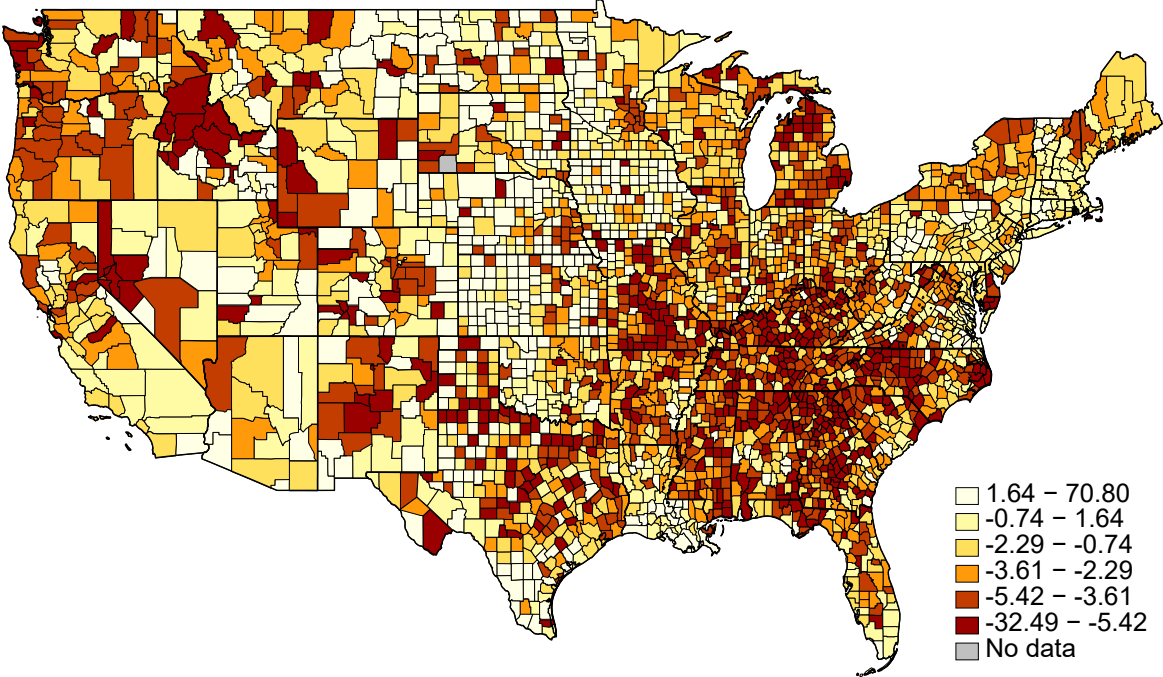 1.64 − 70.80
-0.74 − 1.64
-2.29 − -0.74
-3.61 − -2.29
-5.42 − -3.61
-32.49 − -5.42
No data